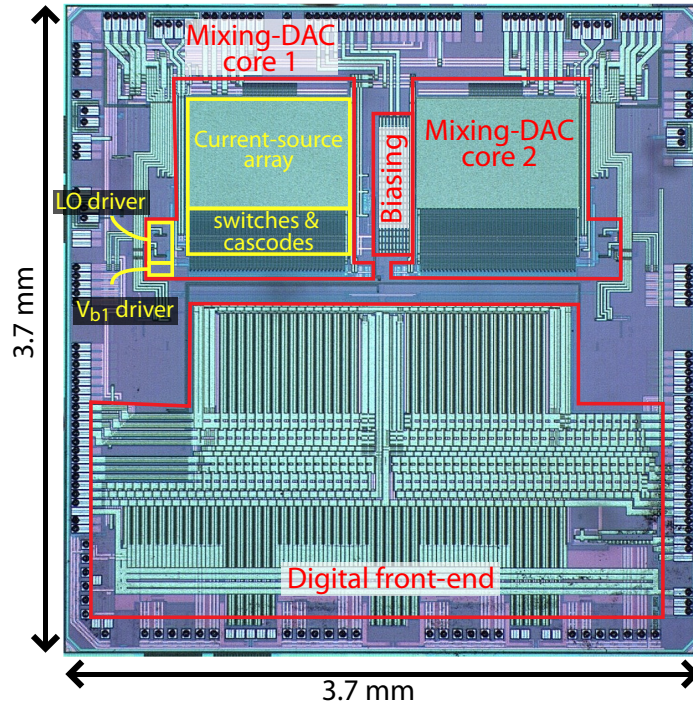 Mixing-DAC
core 1
Current-source
array
Mixing-DAC
core 2
Biasing
LO driver
switches &
cascodes
Vb1 driver
3.7 mm
Digital front-end
3.7 mm